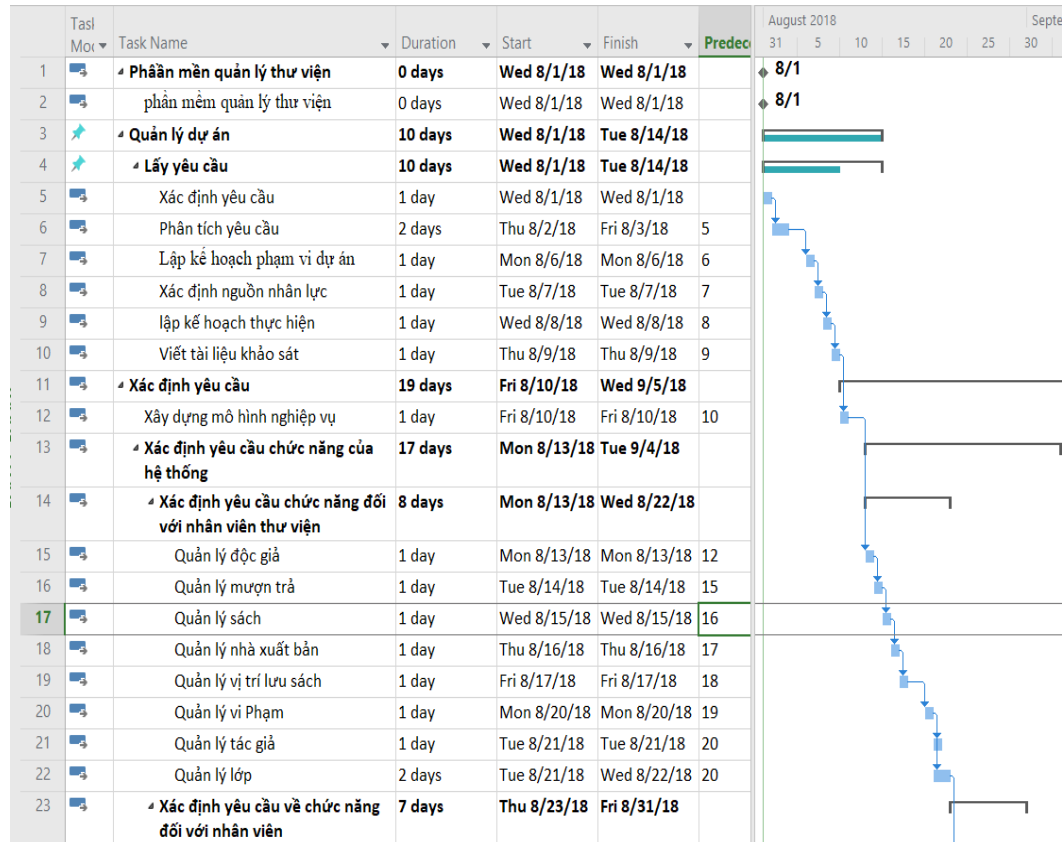 Task Mod Task Name Duration Start Finish Predec
August 2018 Septe
31 5 10 15 20 25 30
1 Phâần mền quản lý thư viện 0 days Wed 8/1/18 Wed 8/1/18 8/1
2 phần mềm quản lý thư viện 0 days Wed 8/1/18 Wed 8/1/18 8/1
3 Quản lý dự án 10 days Wed 8/1/18 Tue 8/14/18
4 Lấy yêu cầu 10 days Wed 8/1/18 Tue 8/14/18
5 Xác định yêu cầu 1 day Wed 8/1/18 Wed 8/1/18
6 Phân tích yêu cầu 2 days Thu 8/2/18 Fri 8/3/18 5
7 Lập kế hoạch phạm vi dự án 1 day Mon 8/6/18 Mon 8/6/18 6
8 Xác định nguồn nhân lực 1 day Tue 8/7/18 Tue 8/7/18 7
9 lập kế hoạch thực hiện 1 day Wed 8/8/18 Wed 8/8/18 8
10 Viết tài liệu khảo sát 1 day Thu 8/9/18 Thu 8/9/18 9
11 Xác định yêu cầu 19 days Fri 8/10/18 Wed 9/5/18
12 Xây dựng mô hình nghiệp vụ 1 day Fri 8/10/18 Fri 8/10/18 10
13 Xác định yêu cầu chức năng của 17 days Mon 8/13/18 Tue 9/4/18
hệ thống
14 Xác định yêu cầu chức năng đối 8 days Mon 8/13/18 Wed 8/22/18
với nhân viên thư viện
15 Quản lý độc giả 1 day Mon 8/13/18 Mon 8/13/18 12
16 Quản lý mượn trả 1 day Tue 8/14/18 Tue 8/14/18 15
17 Quản lý sách 1 day Wed 8/15/18 Wed 8/15/18 16
18 Quản lý nhà xuất bản 1 day Thu 8/16/18 Thu 8/16/18 17
19 Quản lý vị trí lưu sách 1 day Fri 8/17/18 Fri 8/17/18 18
20 Quản lý vi Phạm 1 day Mon 8/20/18 Mon 8/20/18 19
21 Quản lý tác giả 1 day Tue 8/21/18 Tue 8/21/18 20
22 Quản lý lớp 2 days Tue 8/21/18 Wed 8/22/18 20
23 Xác định yêu cầu về chức năng 7 days Thu 8/23/18 Fri 8/31/18
đối với nhân viên